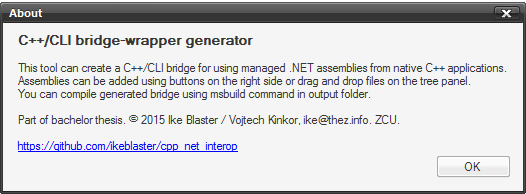 About
C++/CLI bridge-wrapper generator
This tool can create a C++/CLI bridge for using managed .NET assemblies from native C++ applications.
Assemblies can be added using buttons on the right side or drag and drop files on the tree panel.
You can compile generated bridge using msbuild command in output folder.
Part of bachelor thesis. © 2015 Ike Blaster / Vojtech Kinkor, ike@thez.info. ZCU.
https://github.com/ikeblaster/cpp_net_interop
OK